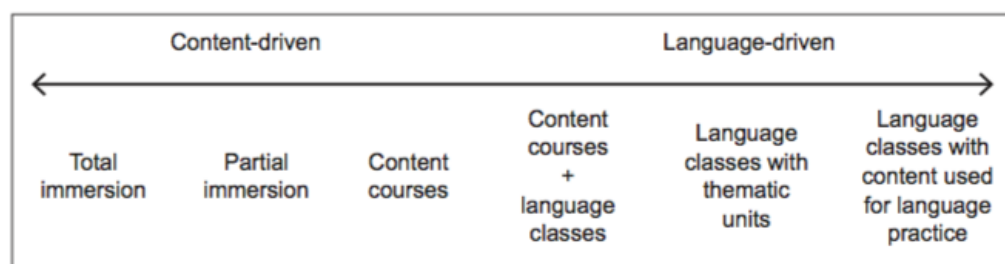 Content-driven
Language-driven
Total
immersion
Partial
immersion
Content
courses
Content
courses
+
language
classes
Language
classes with
thematic
units
Language
classes with
content used
for language
practice